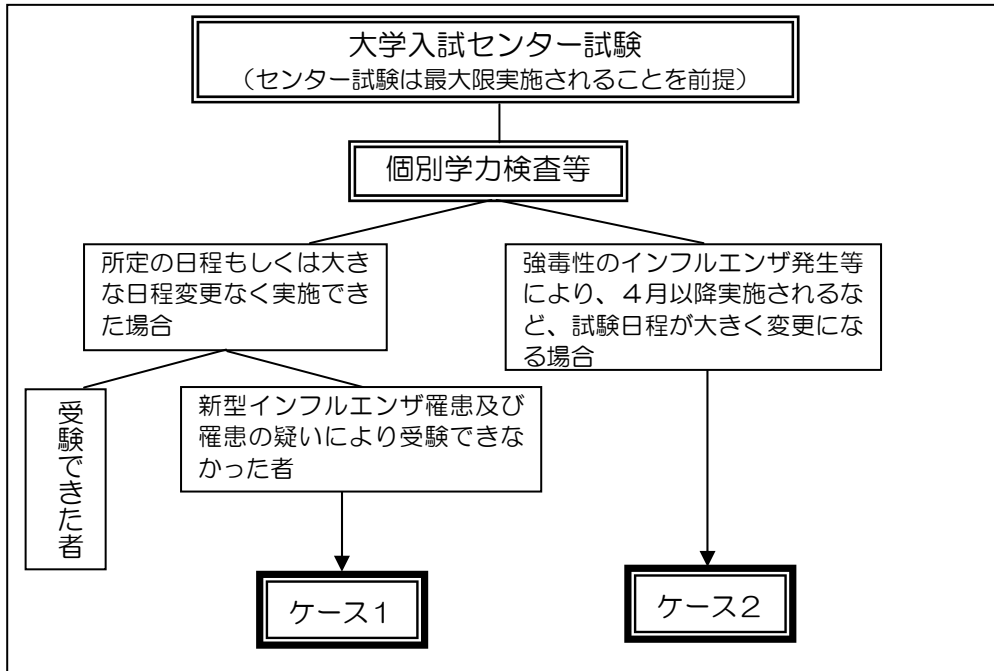 大学入試センター試験
（センター試験は最大限実施されることを前提）
個別学力検査等
所定の日程もしくは大き
な日程変更なく実施でき
た場合
強毒性のインフルエンザ発生等
により、４月以降実施されるな
ど、試験日程が大きく変更にな
る場合
受験できた者
新型インフルエンザ罹患及び
罹患の疑いにより受験できな
かった者
ケース１
ケース２